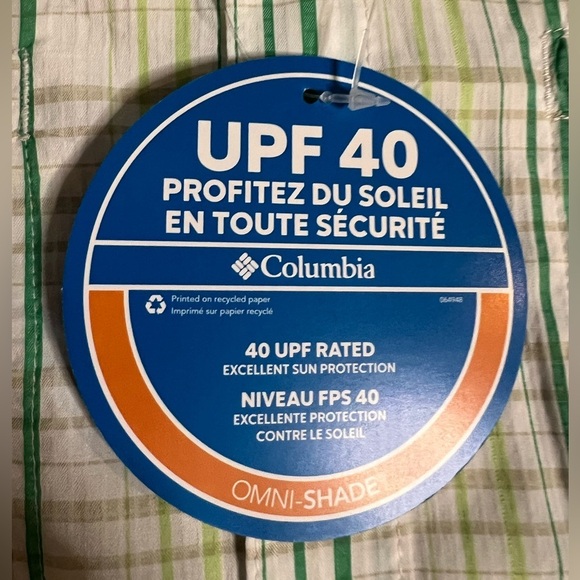 UPF 40
PROFITEZ DU SOLEIL
EN TOUTE SÉCURITÉ
Columbia
Printed on recycled paper
Imprimé sur papier recyclé
064948
40 UPF RATED
EXCELLENT SUN PROTECTION
NIVEAU FPS 40
EXCELLENTE PROTECTION
CONTRE LE SOLEIL
OMNI-SHADE